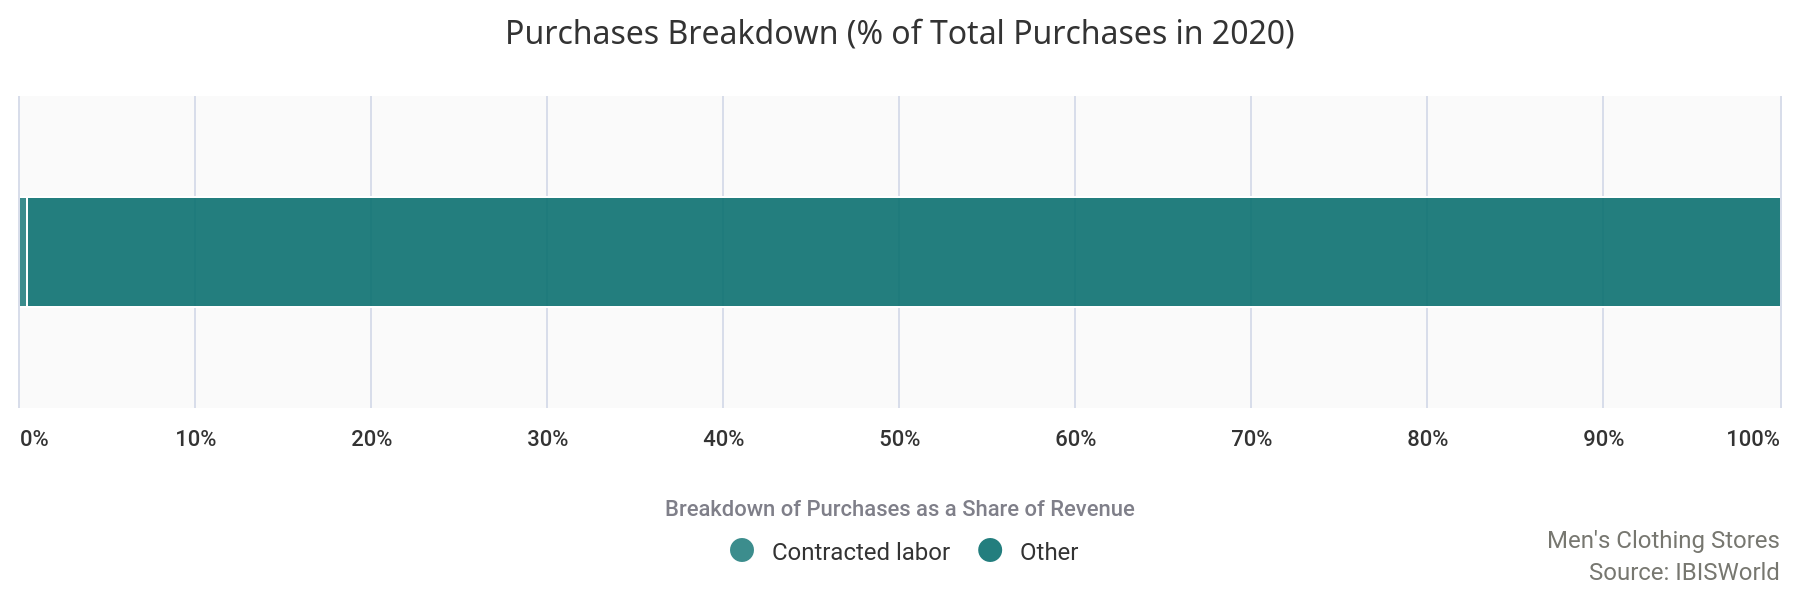 Purchases Breakdown (% of Total Purchases in 2020)
0% 10% 20% 30% 40% 50% 60% 70% 80% 90% 100%
Breakdown of Purchases as a Share of Revenue
Contracted labor Other
Men's Clothing Stores
Source: IBISWorld